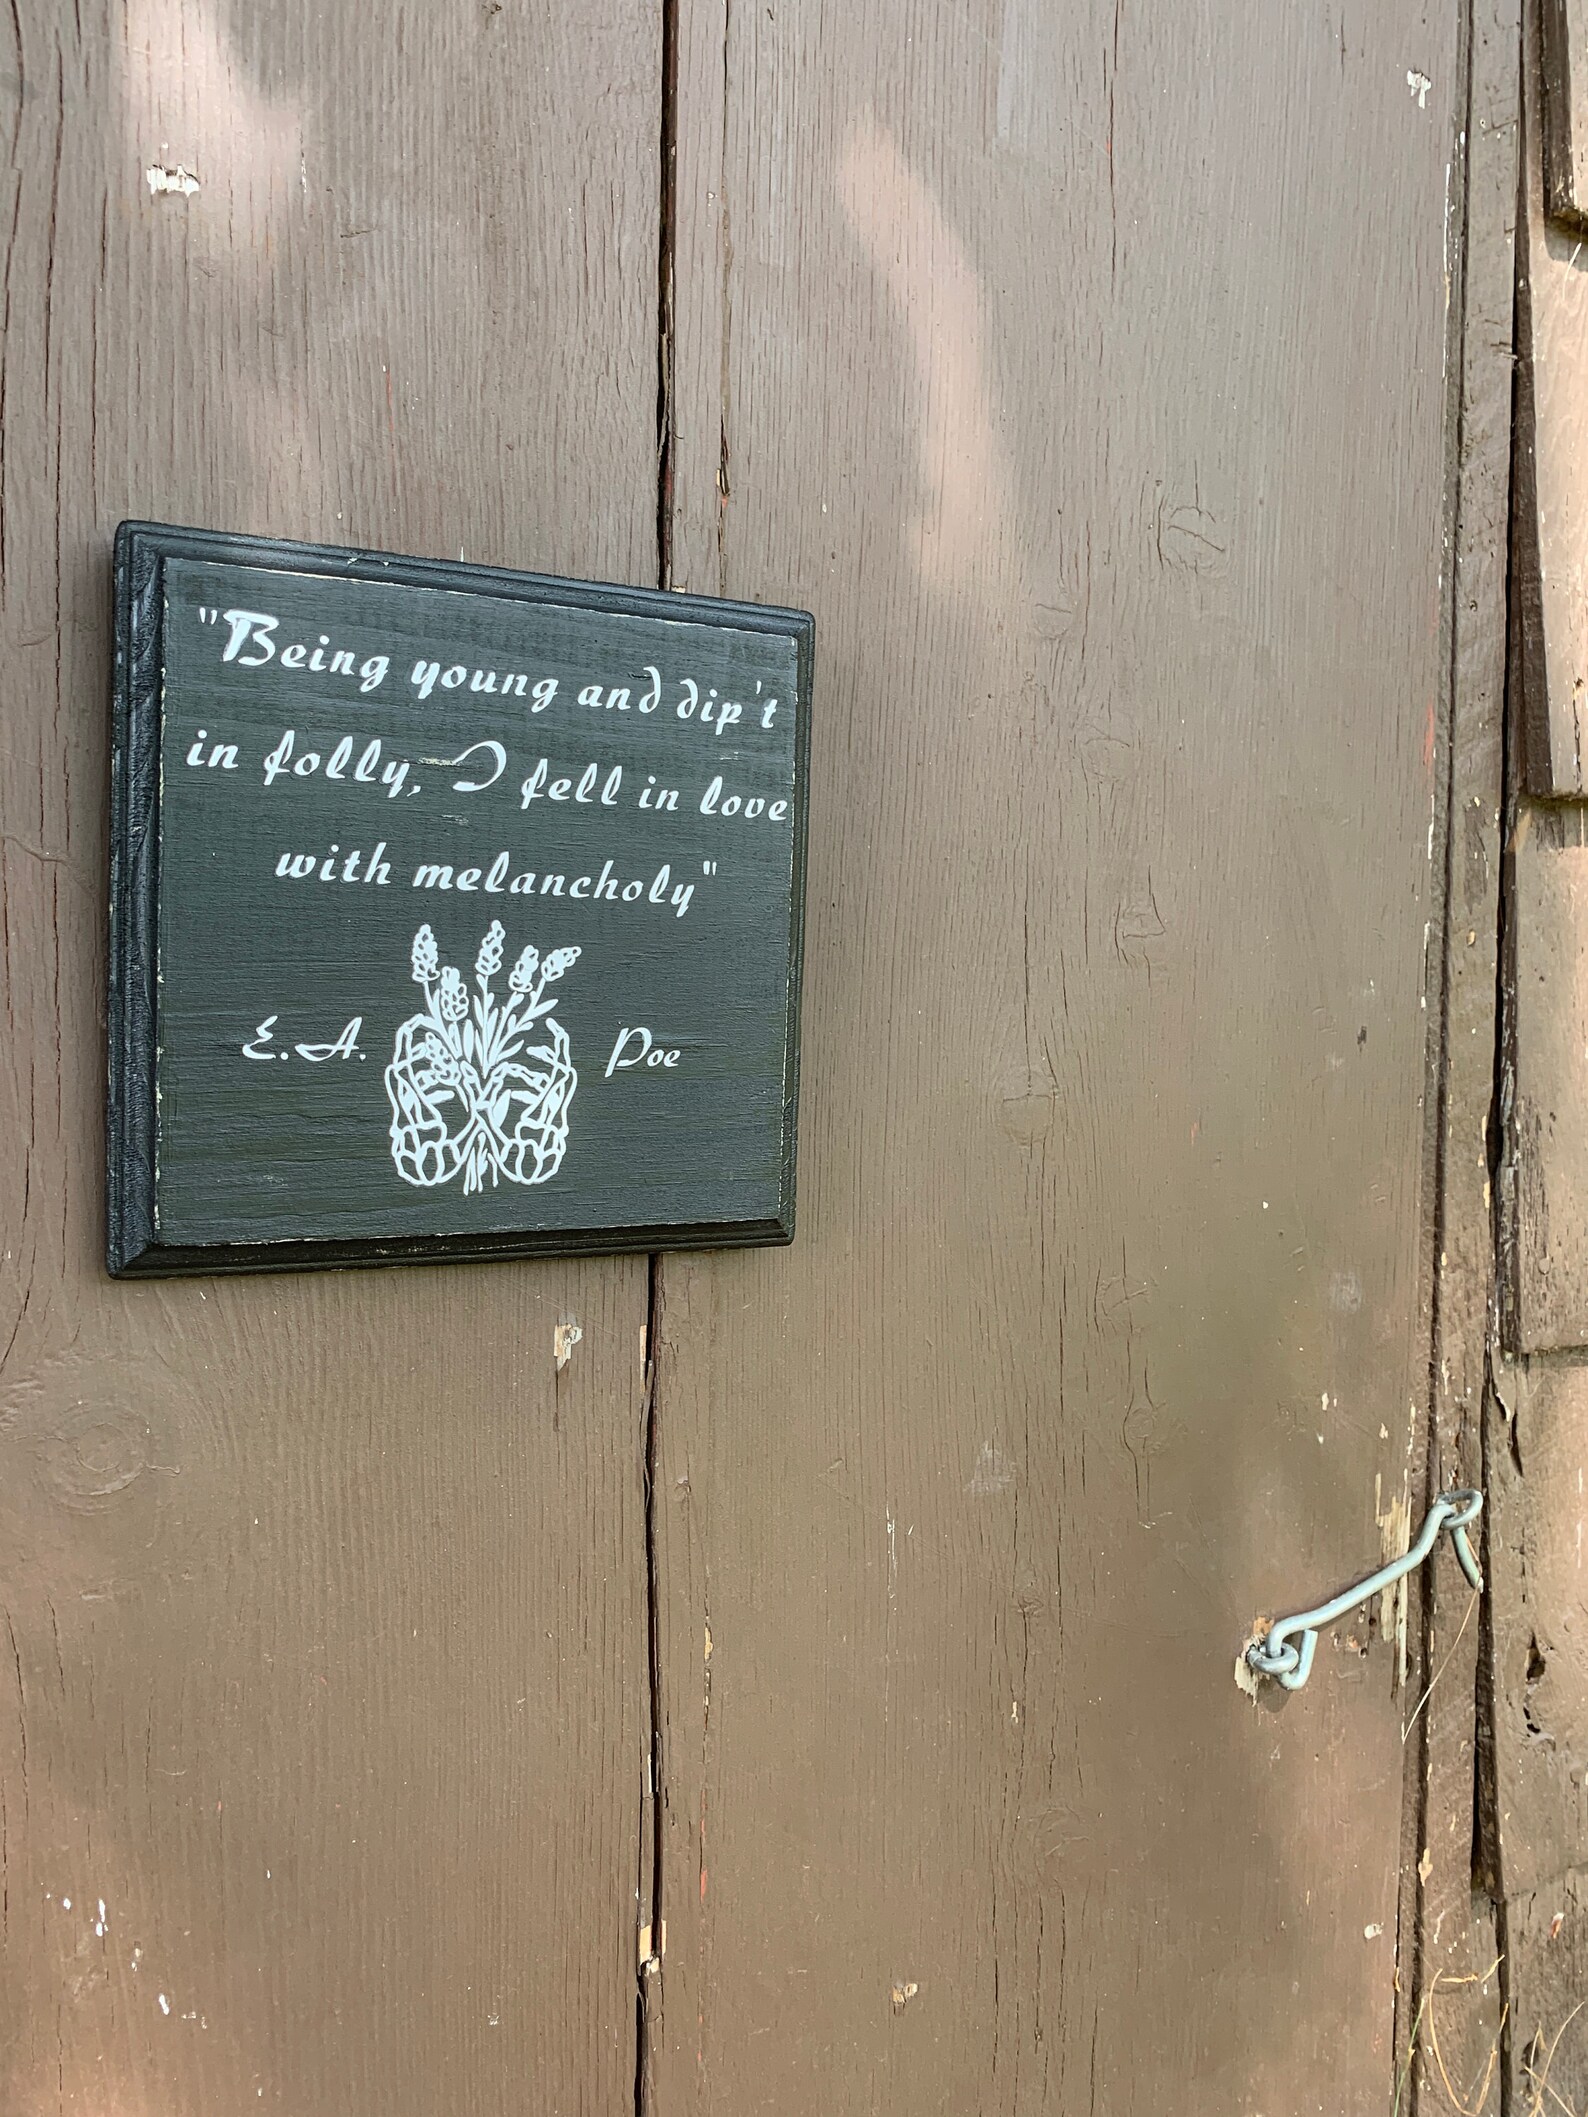 "Being young and dip't
in folly, I fell in love
with melancholy"
E. A. Poe